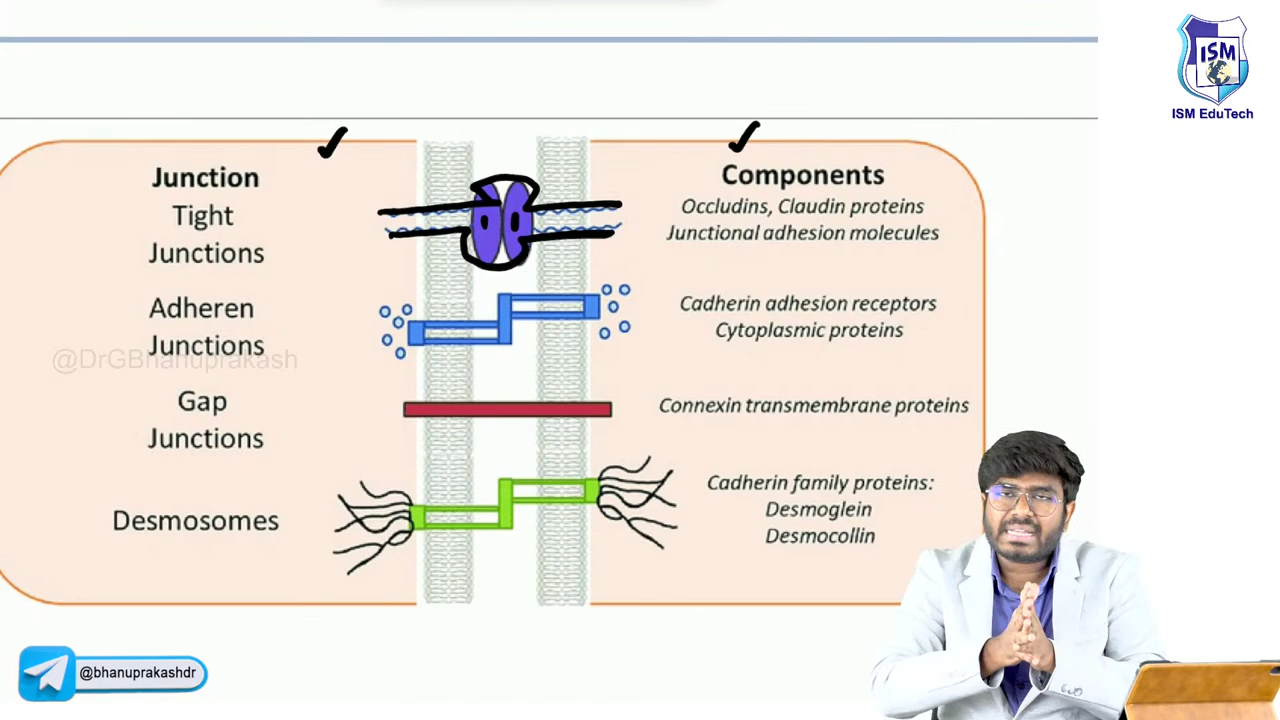 ISM
ISM EduTech
Junction
Tight
Junctions
Adheren
Junctions
@DrGBhanuprakash
Gap
Junctions
Desmosomes
Components
Occludins, Claudin proteins
Junctional adhesion molecules
Cadherin adhesion receptors
Cytoplasmic proteins
Connexin transmembrane proteins
Cadherin family proteins:
Desmoglein
Desmocollin
@bhanuprakashdr